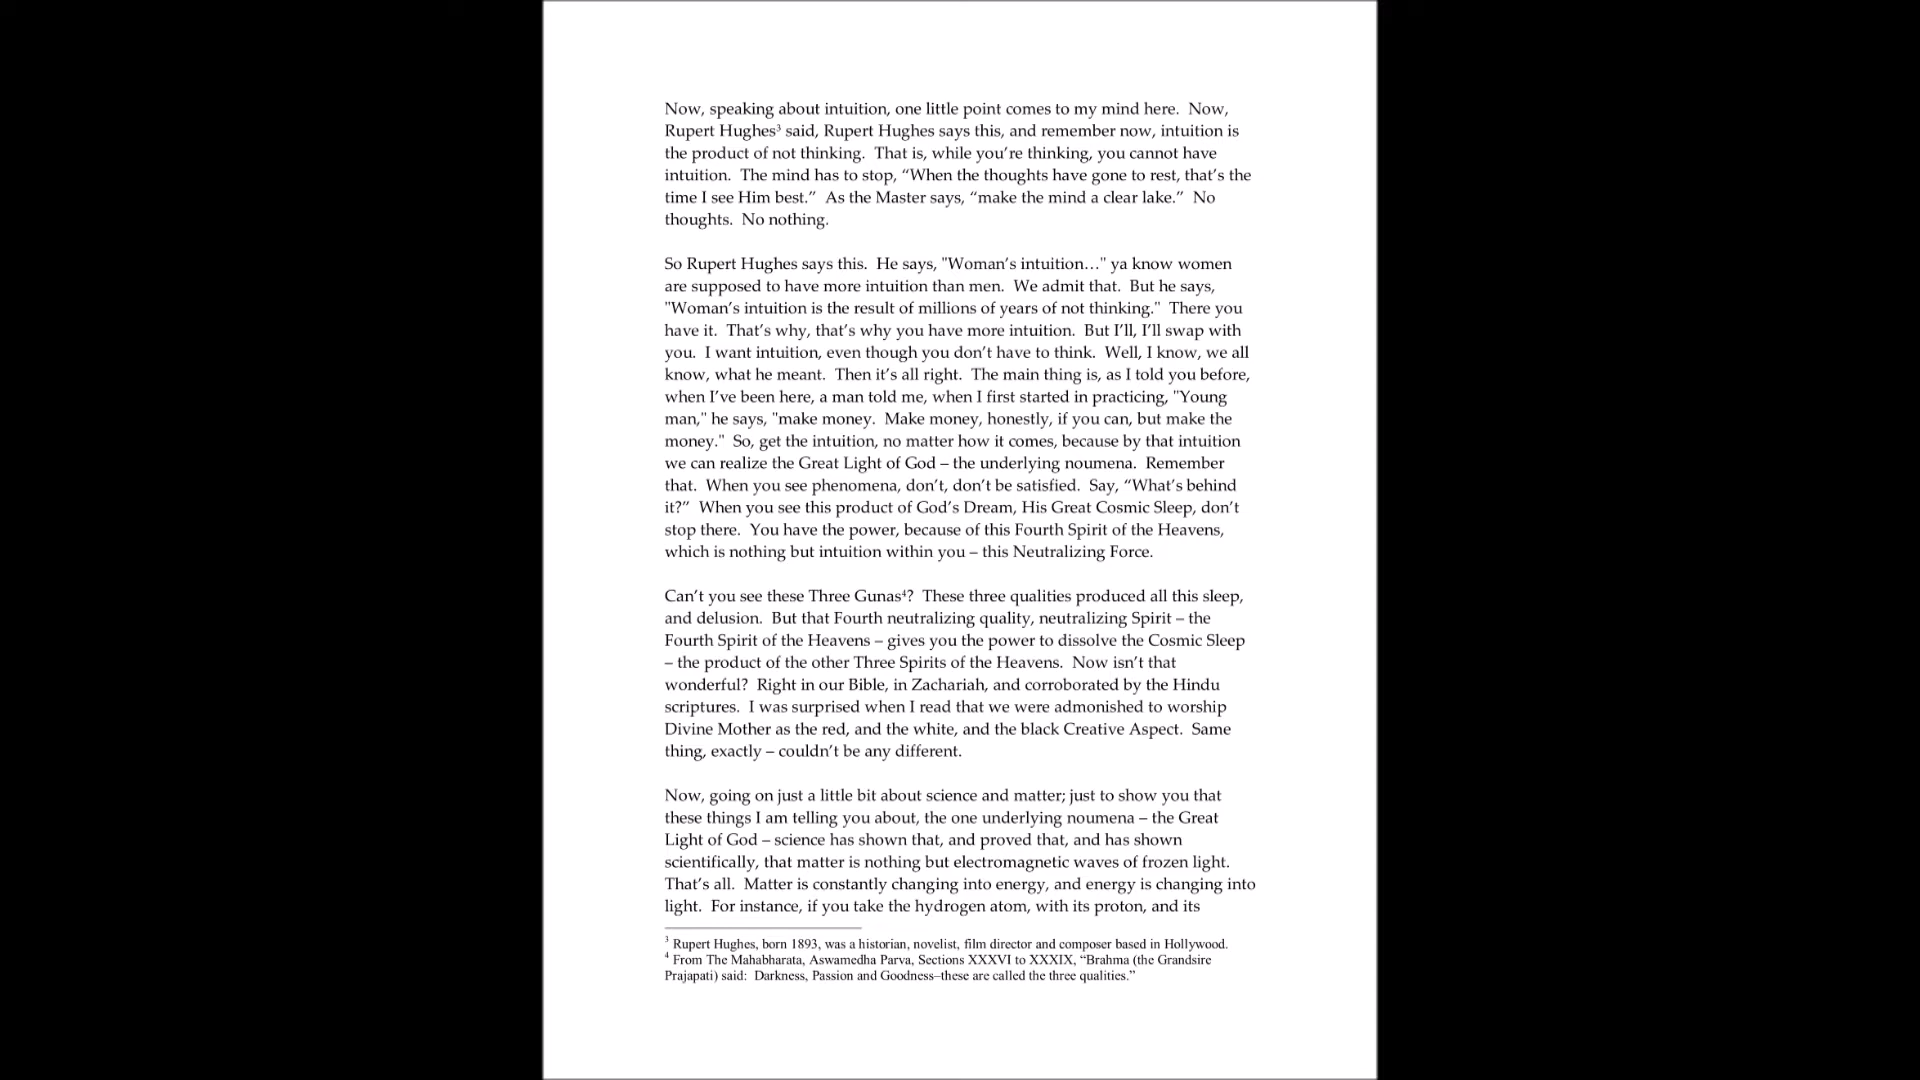 Now, speaking about intuition, one little point comes to my mind here.  Now,
Rupert Hughes³ said, Rupert Hughes says this, and remember now, intuition is
the product of not thinking.  That is, while you’re thinking, you cannot have
intuition.  The mind has to stop, “When the thoughts have gone to rest, that’s the
time I see Him best.”  As the Master says, “make the mind a clear lake.”  No
thoughts.  No nothing.
So Rupert Hughes says this.  He says, "Woman’s intuition…" ya know women
are supposed to have more intuition than men.  We admit that.  But he says,
"Woman’s intuition is the result of millions of years of not thinking."  There you
have it.  That’s why, that’s why you have more intuition.  But I’ll, I’ll swap with
you.  I want intuition, even though you don’t have to think.  Well, I know, we all
know, what he meant.  Then it’s all right.  The main thing is, as I told you before,
when I’ve been here, a man told me, when I first started in practicing, "Young
man," he says, "make money.  Make money, honestly, if you can, but make the
money."  So, get the intuition, no matter how it comes, because by that intuition
we can realize the Great Light of God – the underlying noumena.  Remember
that.  When you see phenomena, don’t, don’t be satisfied.  Say, “What’s behind
it?”  When you see this product of God’s Dream, His Great Cosmic Sleep, don’t
stop there.  You have the power, because of this Fourth Spirit of the Heavens,
which is nothing but intuition within you – this Neutralizing Force.
Can’t you see these Three Gunas⁴?  These three qualities produced all this sleep,
and delusion.  But that Fourth neutralizing quality, neutralizing Spirit – the
Fourth Spirit of the Heavens – gives you the power to dissolve the Cosmic Sleep
– the product of the other Three Spirits of the Heavens.  Now isn’t that
wonderful?  Right in our Bible, in Zachariah, and corroborated by the Hindu
scriptures.  I was surprised when I read that we were admonished to worship
Divine Mother as the red, and the white, and the black Creative Aspect.  Same
thing, exactly – couldn’t be any different.
Now, going on just a little bit about science and matter; just to show you that
these things I am telling you about, the one underlying noumena – the Great
Light of God – science has shown that, and proved that, and has shown
scientifically, that matter is nothing but electromagnetic waves of frozen light.
That’s all.  Matter is constantly changing into energy, and energy is changing into
light.  For instance, if you take the hydrogen atom, with its proton, and its
³ Rupert Hughes, born 1893, was a historian, novelist, film director and composer based in Hollywood.
⁴ From The Mahabharata, Aswamedha Parva, Sections XXXVI to XXXIX, “Brahma (the Grandsire
Prajapati) said:  Darkness, Passion and Goodness–these are called the three qualities.”